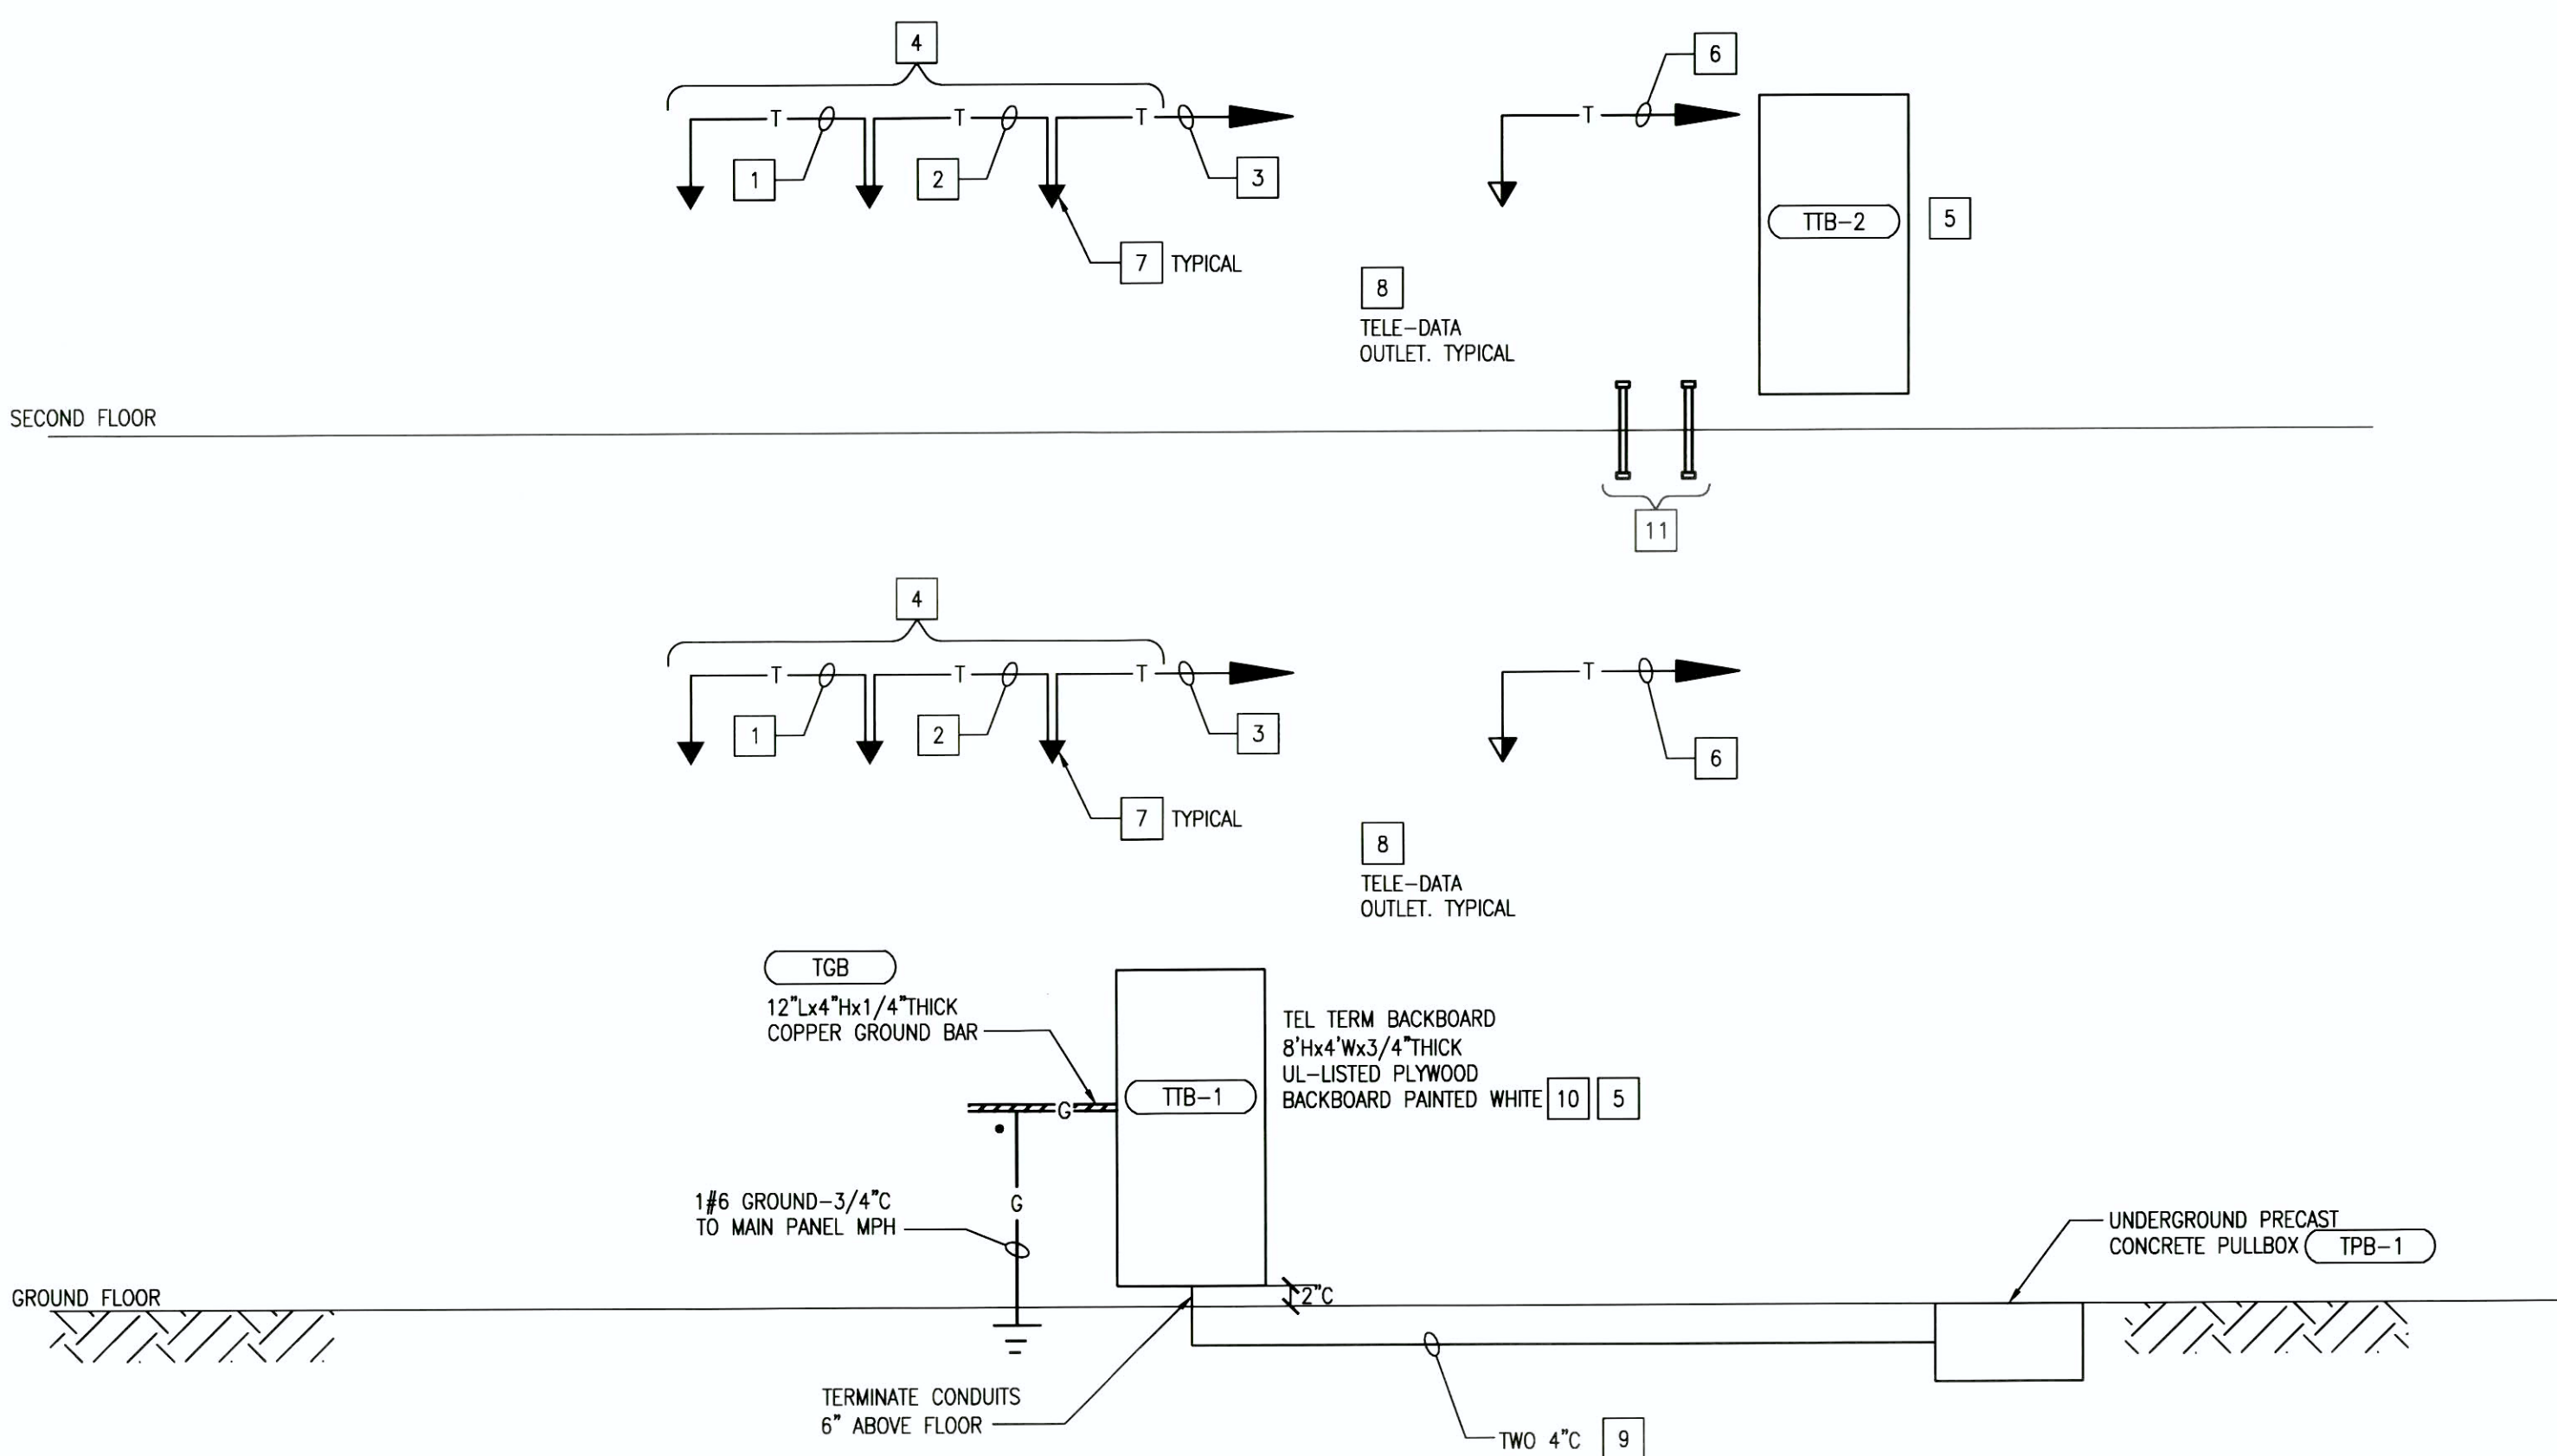 4
6
T
T
T
T
1
2
3
TTB-2
5
7 TYPICAL
8
TELE-DATA
OUTLET. TYPICAL
SECOND FLOOR
11
4
T
T
T
T
1
2
3
6
7 TYPICAL
8
TELE-DATA
OUTLET. TYPICAL
TGB
12"Lx4"Hx1/4"THICK
COPPER GROUND BAR
TEL TERM BACKBOARD
8'Hx4'Wx3/4"THICK
UL-LISTED PLYWOOD
BACKBOARD PAINTED WHITE 10 5
TTB-1
G
1#6 GROUND-3/4"C
TO MAIN PANEL MPH
G
UNDERGROUND PRECAST
CONCRETE PULLBOX TPB-1
GROUND FLOOR
2"C
TERMINATE CONDUITS
6" ABOVE FLOOR
TWO 4"C 9